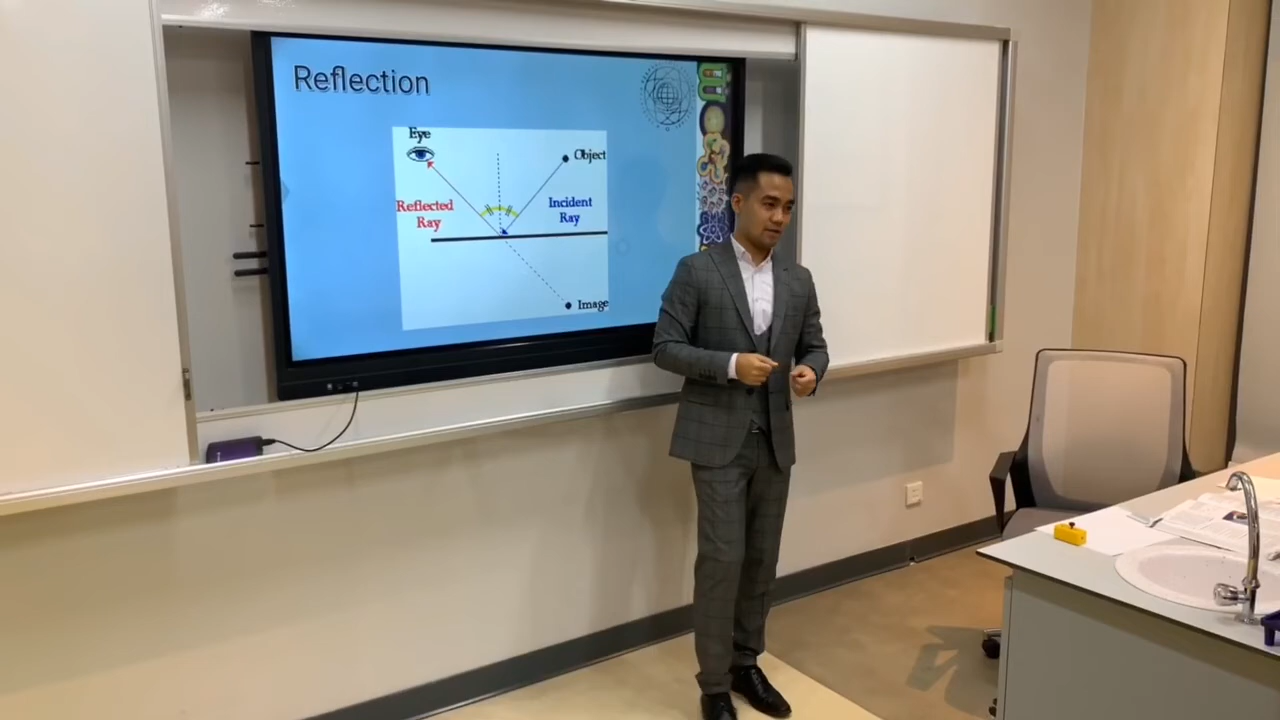 Reflection
Eye
Object
Reflected
Ray
Incident
Ray
Image